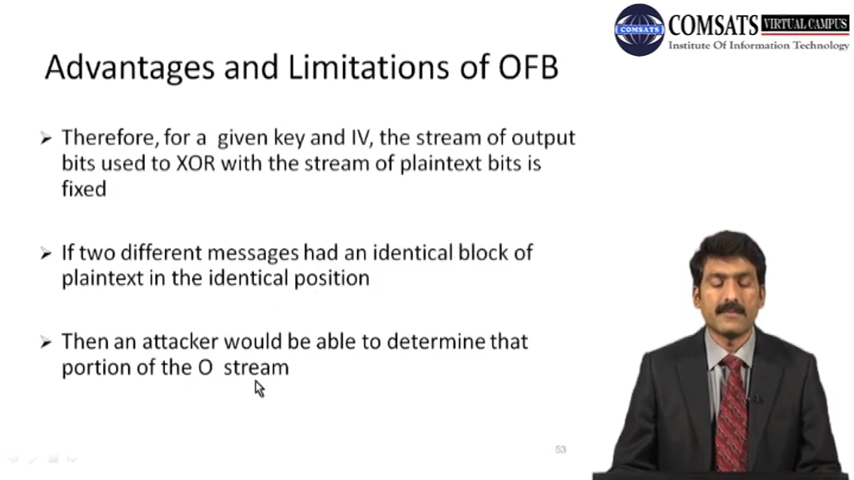 COMSATS VIRTUAL CAMPUS
COMSATS
Institute Of Information Technology
Advantages and Limitations of OFB
➢ Therefore, for a given key and IV, the stream of output
bits used to XOR with the stream of plaintext bits is
fixed
➢ If two different messages had an identical block of
plaintext in the identical position
➢ Then an attacker would be able to determine that
portion of the O stream
53